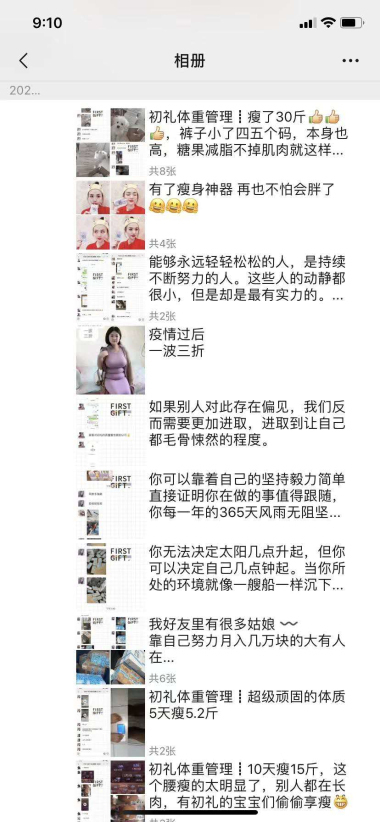 9:10
相册
202...
初礼体重管理┋瘦了30斤👍👍
👍，裤子小了四五个码，本身也
高，糖果减脂不掉肌肉就这样...
共8张
有了瘦身神器 再也不怕会胖了
共4张
能够永远轻轻松松的人，是持续
不断努力的人。这些人的动静都
很小，但是却是最有实力的。...
共2张
疫情过后
一波三折
FIRST
GIFT
如果别人对此存在偏见，我们反
而需要更加进取，进取到让自己
都毛骨悚然的程度。
FIRST
GIFT
你可以靠着自己的坚持毅力简单
直接证明你在做的事值得跟随，
你每一年的365天风雨无阻坚...
FIRST
GIFT
你无法决定太阳几点升起，但你
可以决定自己几点钟起。当你所
处的环境就像一艘船一样沉下...
我好友里有很多姑娘 〰
靠自己努力月入几万块的大有人
在...
共6张
初礼体重管理┋超级顽固的体质
5天瘦5.2斤
共2张
初礼体重管理┋10天瘦15斤，这
个腰瘦的太明显了，别人都在长
肉，有初礼的宝宝们偷偷享瘦😁